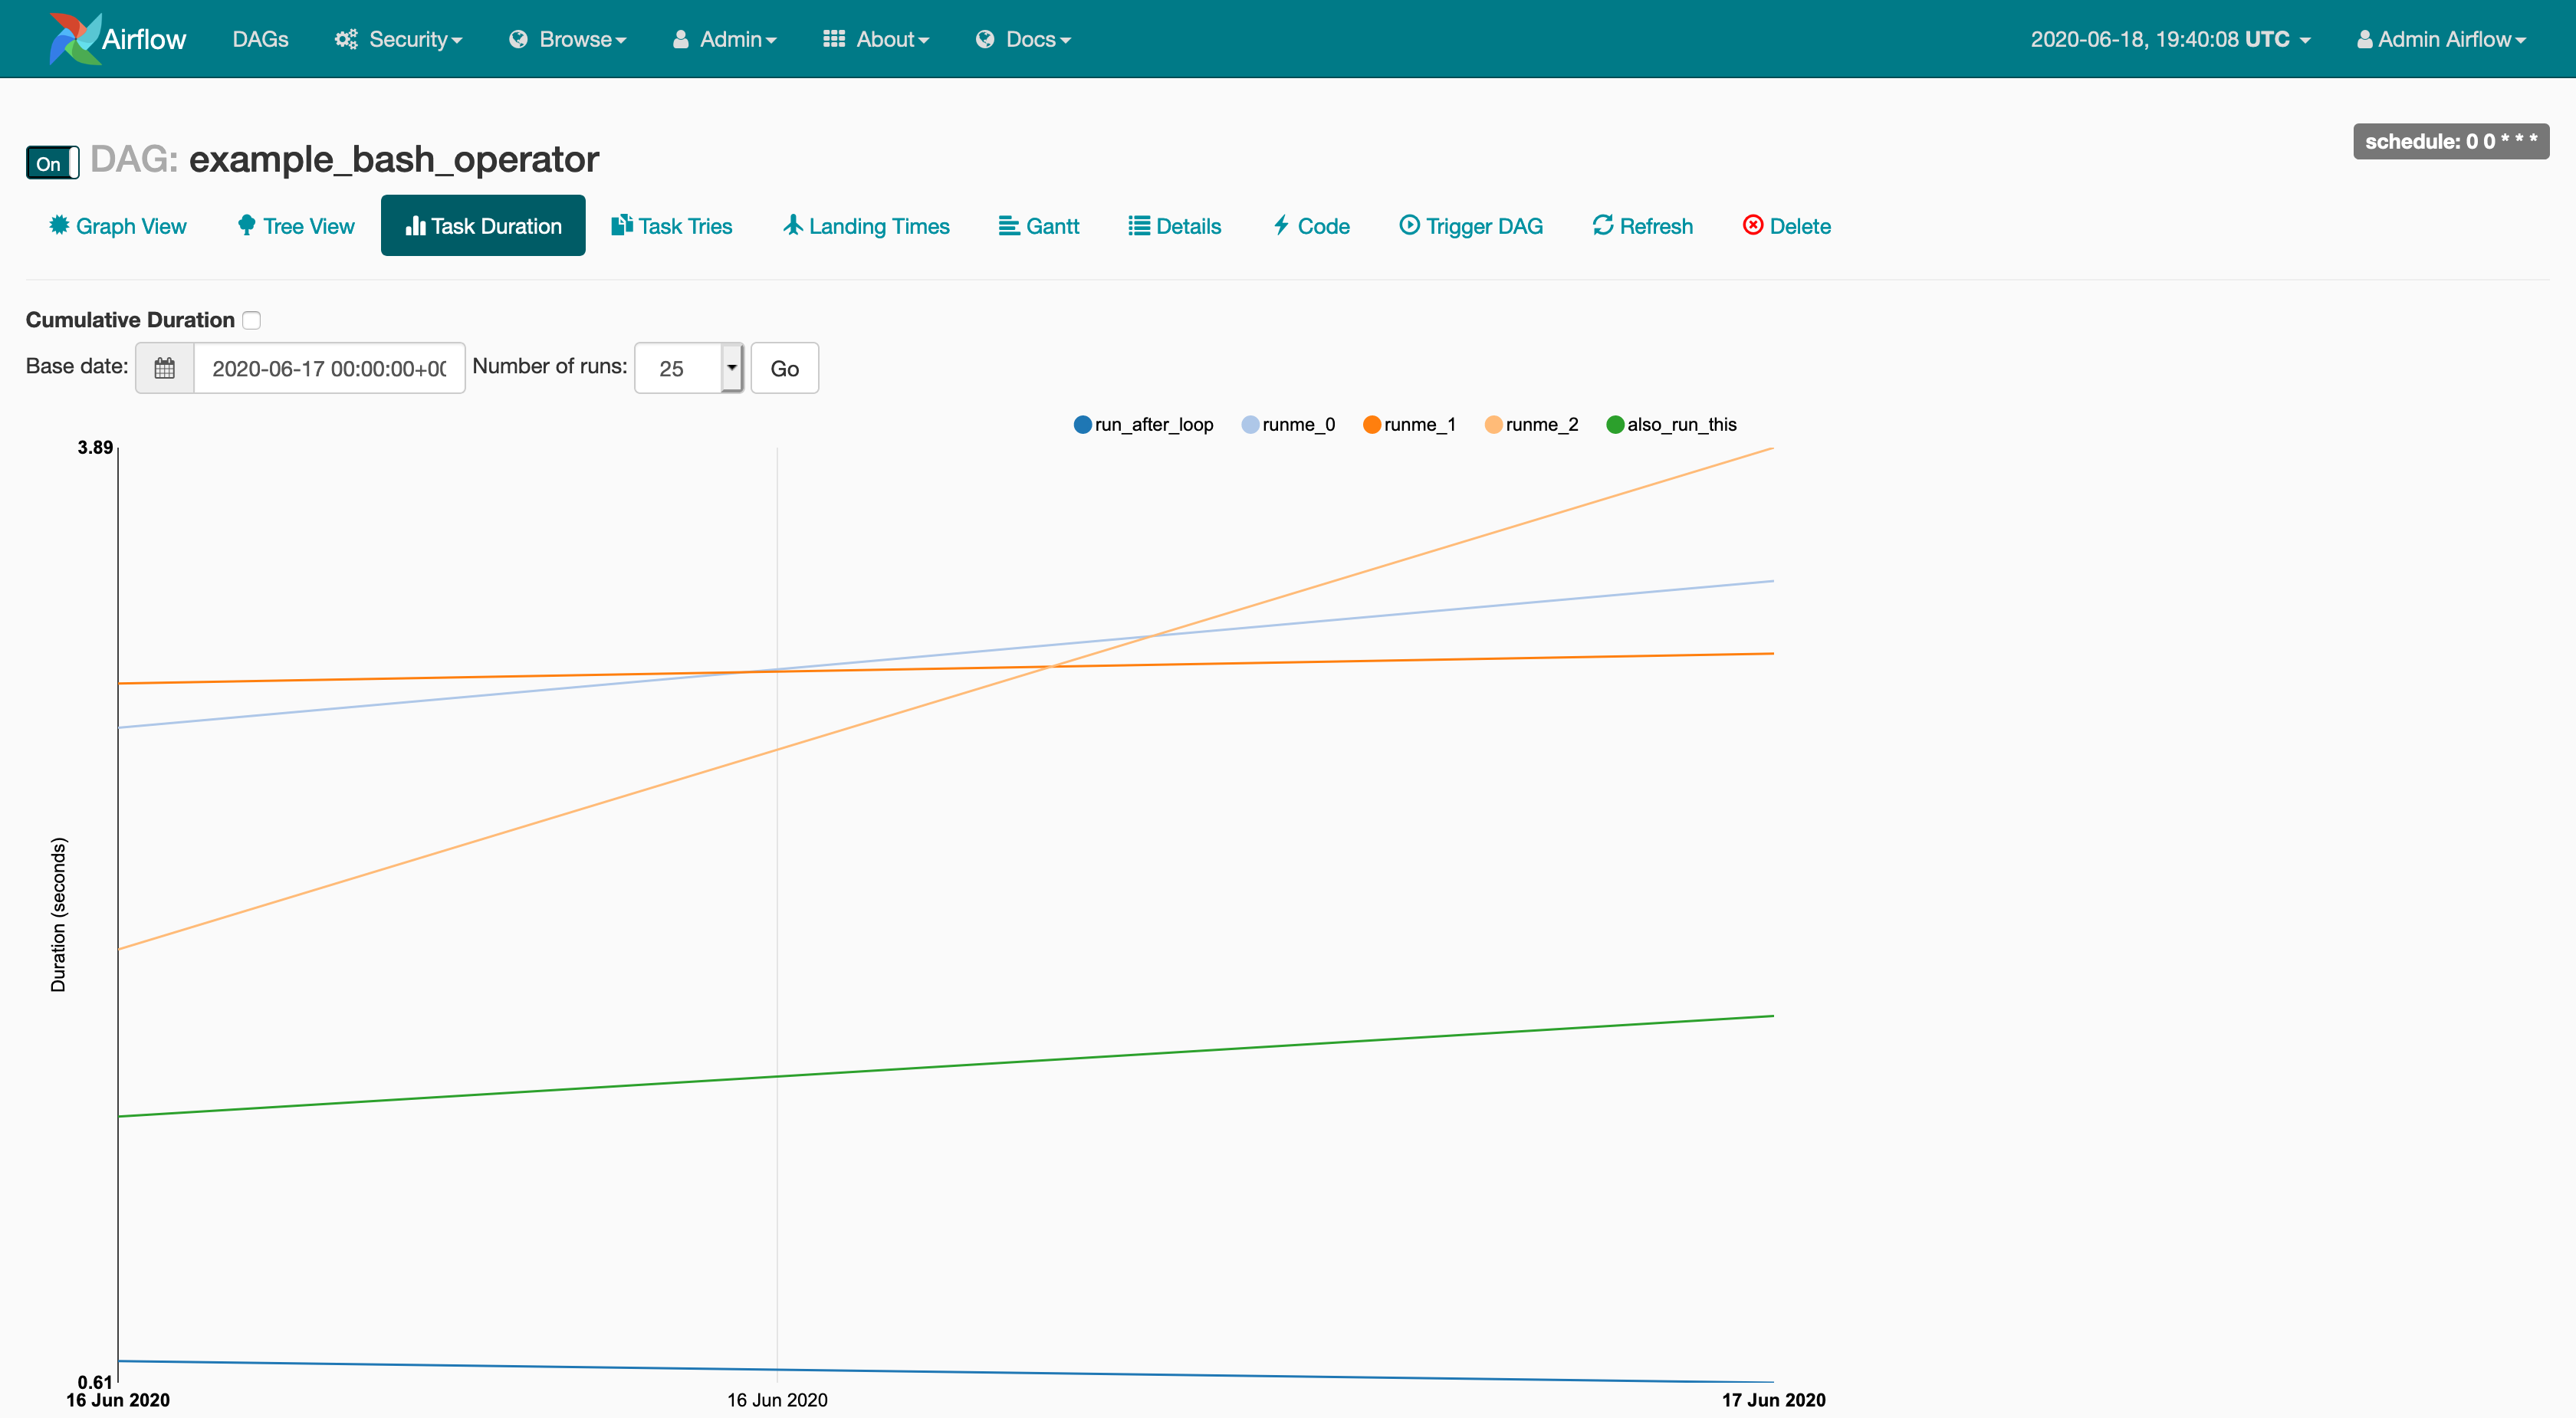 Airflow DAGs Security Browse Admin About Docs 2020-06-18, 19:40:08 UTC Admin Airflow
schedule: 0 0 * * *
On DAG: example_bash_operator
Graph View Tree View Task Duration Task Tries Landing Times Gantt Details Code Trigger DAG Refresh Delete
Cumulative Duration
Base date: 2020-06-17 00:00:00+00 Number of runs: 25 Go
run_after_loop runme_0 runme_1 runme_2 also_run_this
3.89
Duration (seconds)
0.61
16 Jun 2020 16 Jun 2020 17 Jun 2020